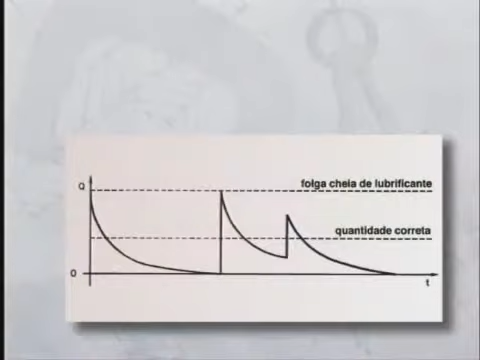 Q
folga cheia de lubrificante
quantidade correta
0
t